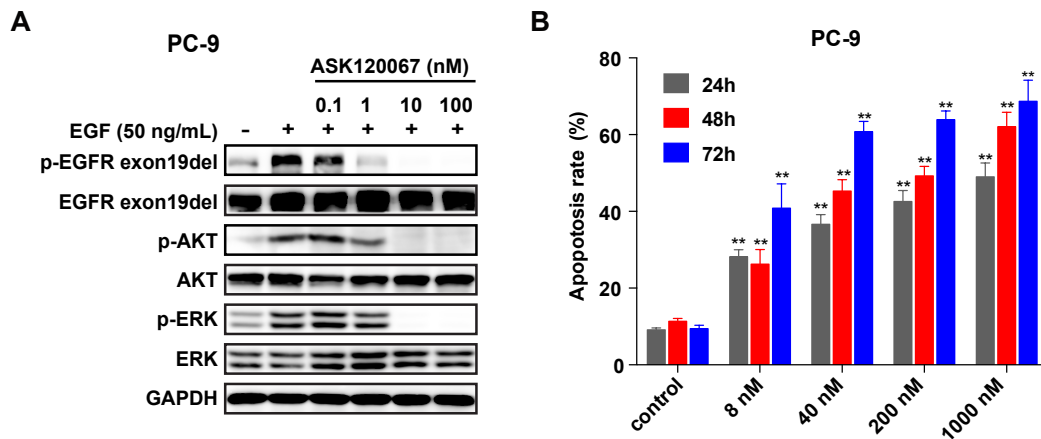 A
PC-9
ASK120067 (nM)
0.1 1 10 100
EGF (50 ng/mL) - + + + + +
p-EGFR exon19del
EGFR exon19del
p-AKT
AKT
p-ERK
ERK
GAPDH
B
PC-9
Apopotosis rate (%)
80
60
40
20
0
24h
48h
72h
** ** **
** ** **
** ** **
** ** **
control 8 nM 40 nM 200 nM 1000 nM